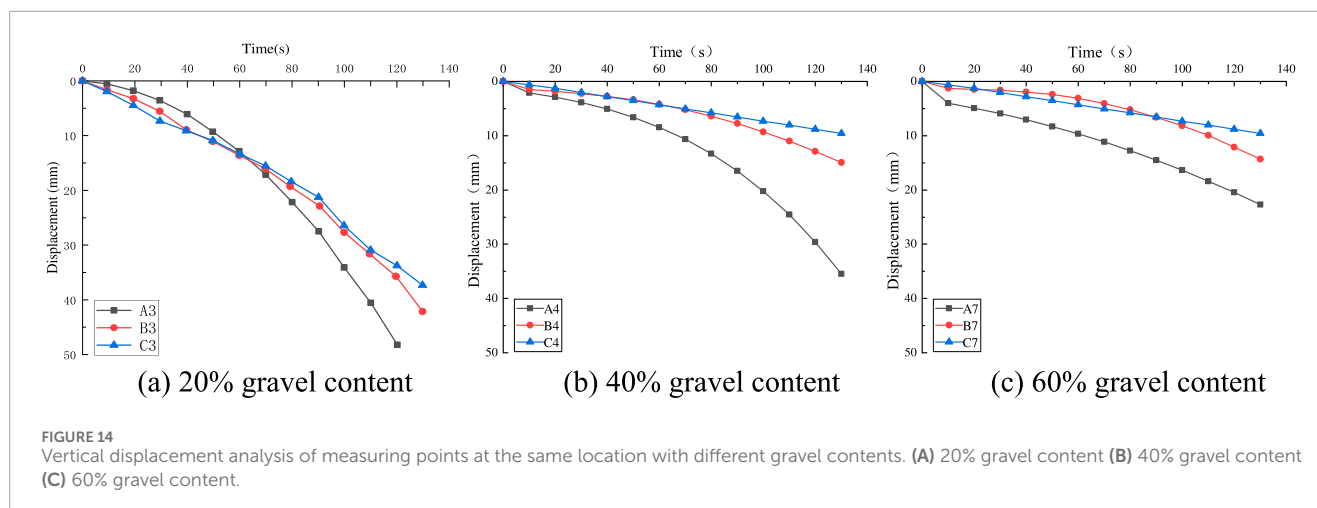 Time(s)
0 20 40 60 80 100 120 140
0
10
20
30
40
50
Displacement (mm)
A3
B3
C3
(a) 20% gravel content
Time（s）
0 20 40 60 80 100 120 140
0
10
20
30
40
50
Displacement（mm）
A4
B4
C4
(b) 40% gravel content
Time（s）
0 20 40 60 80 100 120 140
0
10
20
30
40
50
Displacement（mm）
A7
B7
C7
(c) 60% gravel content
FIGURE 14
Vertical displacement analysis of measuring points at the same location with different gravel contents. (A) 20% gravel content (B) 40% gravel content
(C) 60% gravel content.